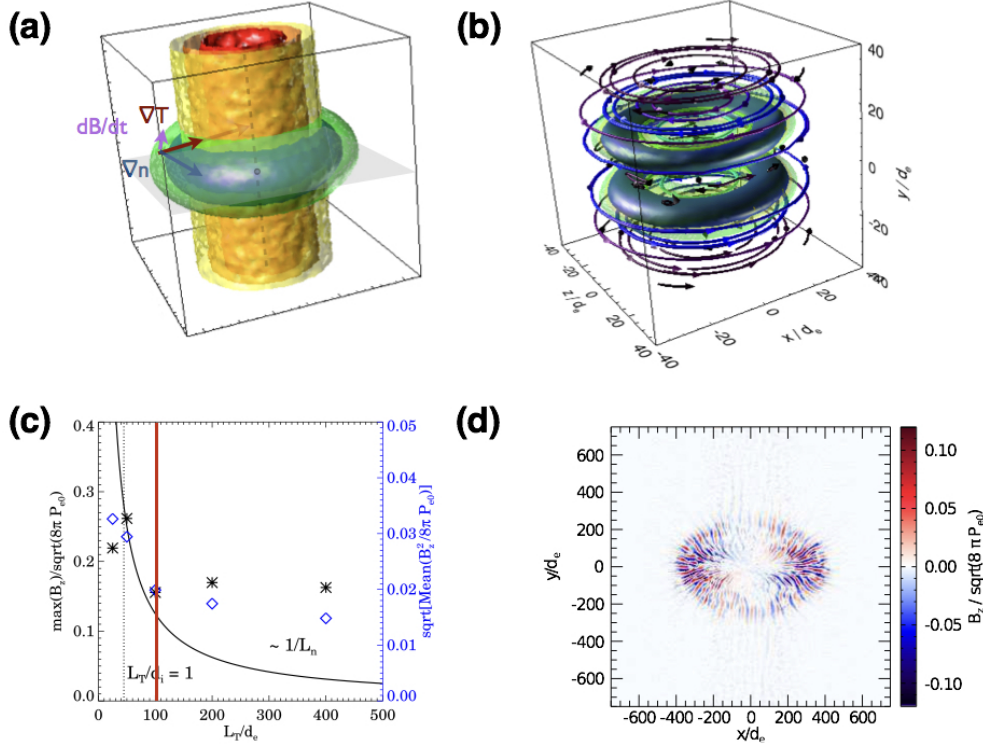 (a)
∇T
dB/dt
∇n
(b)
40
20
0
-20
-40
y/d_e
-40
-20
0
20
40
z/d_e
-40
-20
0
20
x/d_e
(c)
0.4
0.3
0.2
0.1
0.0
max(B_z)/sqrt(8π P_e0)
0.05
0.04
0.03
0.02
0.01
0.00
sqrt[Mean(B_z^2/8π P_e0)]
~ 1/L_n
L_T/d_i = 1
0 100 200 300 400 500
L_T/d_e
(d)
600
400
200
0
-200
-400
-600
y/d_e
-600 -400 -200 0 200 400 600
x/d_e
0.10
0.05
0.00
-0.05
-0.10
B_z / sqrt(8 π P_e0)